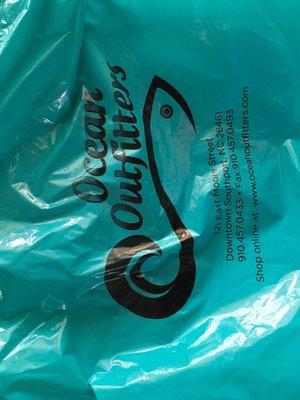 Ocean
Outfitters
121 East Moore Street
Downtown Southport, NC 28461
910.457.0433 • Fax:910.457.0493
Shop online at: www.oceanoutfitters.com